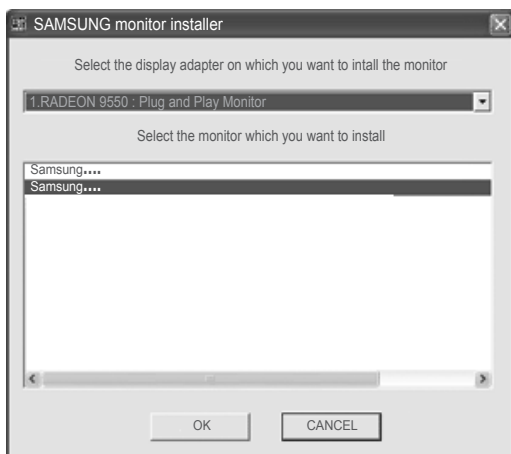 SAMSUNG monitor installer
Select the display adapter on which you want to intall the monitor
1.RADEON 9550 : Plug and Play Monitor
Select the monitor which you want to install
Samsung....
Samsung....
OK
CANCEL